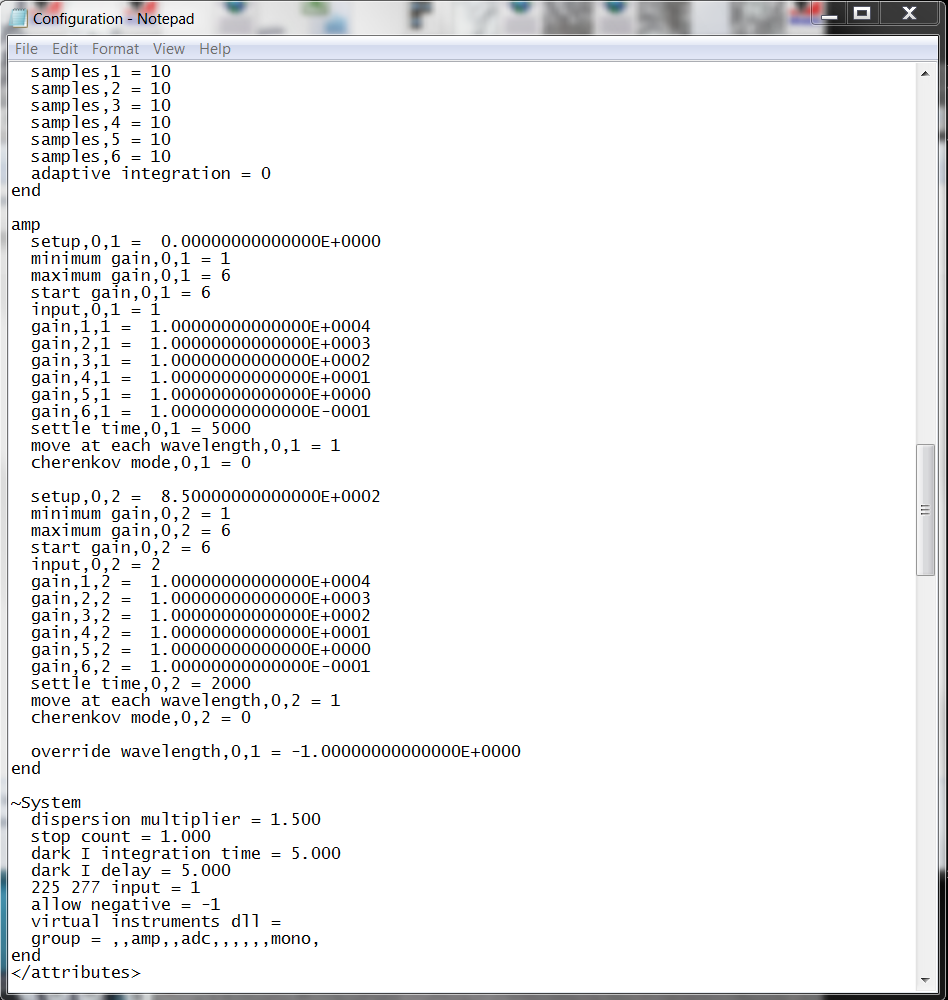 Configuration - Notepad
File Edit Format View Help
samples,1 = 10
samples,2 = 10
samples,3 = 10
samples,4 = 10
samples,5 = 10
samples,6 = 10
adaptive integration = 0
end
amp
setup,0,1 =  0.00000000000000E+0000
minimum gain,0,1 = 1
maximum gain,0,1 = 6
start gain,0,1 = 6
input,0,1 = 1
gain,1,1 =  1.00000000000000E+0004
gain,2,1 =  1.00000000000000E+0003
gain,3,1 =  1.00000000000000E+0002
gain,4,1 =  1.00000000000000E+0001
gain,5,1 =  1.00000000000000E+0000
gain,6,1 =  1.00000000000000E-0001
settle time,0,1 = 5000
move at each wavelength,0,1 = 1
cherenkov mode,0,1 = 0
setup,0,2 =  8.50000000000000E+0002
minimum gain,0,2 = 1
maximum gain,0,2 = 6
start gain,0,2 = 6
input,0,2 = 2
gain,1,2 =  1.00000000000000E+0004
gain,2,2 =  1.00000000000000E+0003
gain,3,2 =  1.00000000000000E+0002
gain,4,2 =  1.00000000000000E+0001
gain,5,2 =  1.00000000000000E+0000
gain,6,2 =  1.00000000000000E-0001
settle time,0,2 = 2000
move at each wavelength,0,2 = 1
cherenkov mode,0,2 = 0
override wavelength,0,1 = -1.00000000000000E+0000
end
~System
dispersion multiplier = 1.500
stop count = 1.000
dark I integration time = 5.000
dark I delay = 5.000
225 277 input = 1
allow negative = -1
virtual instruments dll =
group = ,,amp,,adc,,,,,,mono,
end
</attributes>